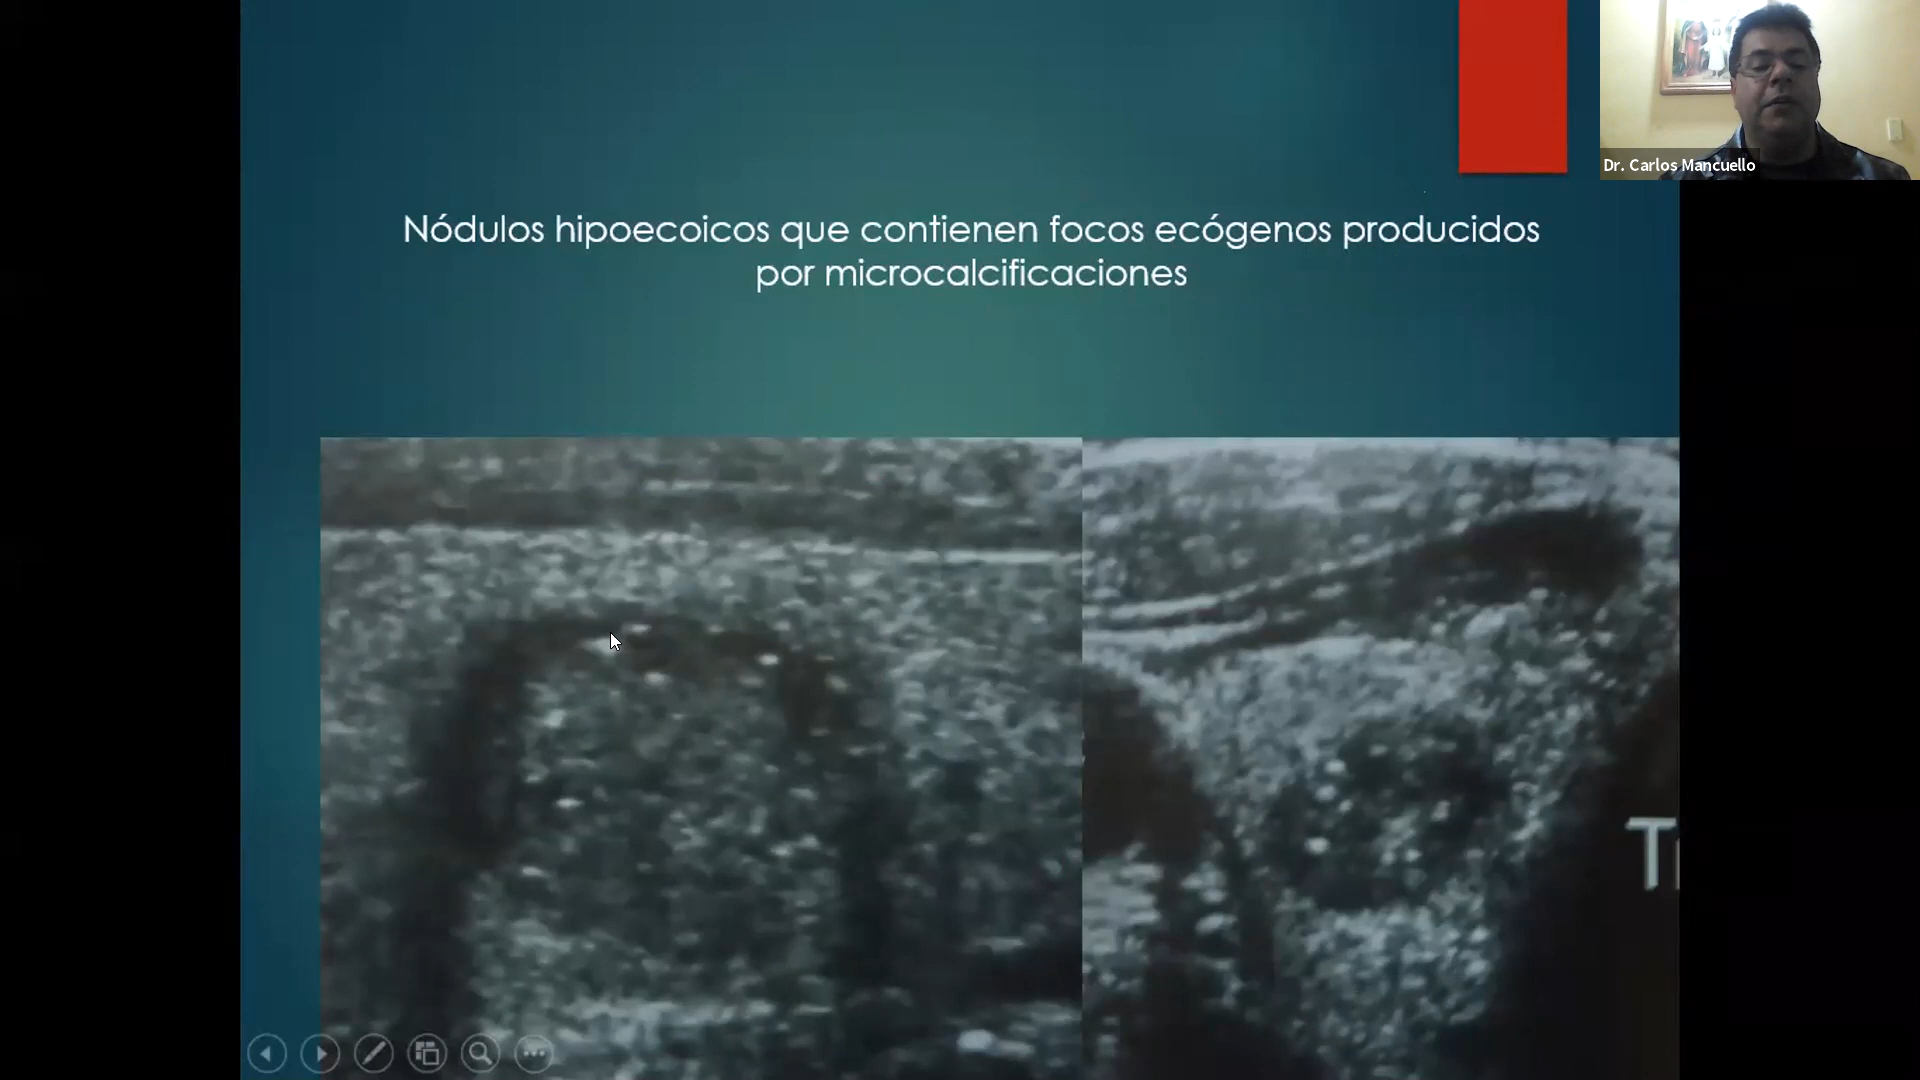 Nódulos hipoecoicos que contienen focos ecógenos producidos
por microcalcificaciones
Dr. Carlos Mancuello